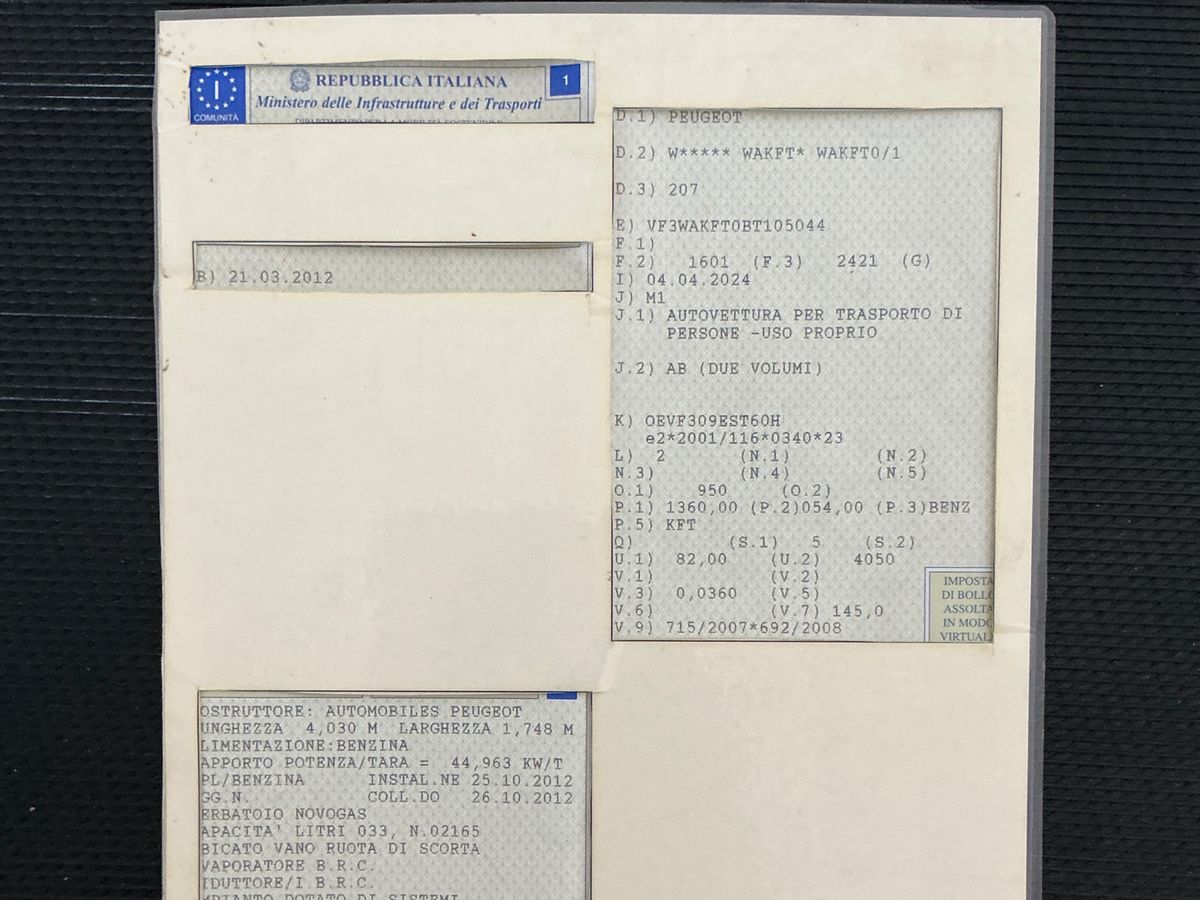 I
COMUNITÀ
REPUBBLICA ITALIANA
Ministero delle Infrastrutture e dei Trasporti
1
B) 21.03.2012
D.1) PEUGEOT
D.2) W***** WAKFT* WAKFT0/1
D.3) 207
E) VF3WAKFT0BT105044
F.1)
F.2) 1601 (F.3) 2421 (G)
I) 04.04.2024
J) M1
J.1) AUTOVETTURA PER TRASPORTO DI
PERSONE -USO PROPRIO
J.2) AB (DUE VOLUMI)
K) OEVF309EST60H
e2*2001/116*0340*23
L) 2 (N.1) (N.2)
N.3) (N.4) (N.5)
O.1) 950 (O.2)
P.1) 1360,00 (P.2)054,00 (P.3)BENZ
P.5) KFT
Q) (S.1) 5 (S.2)
U.1) 82,00 (U.2) 4050
V.1) (V.2)
V.3) 0,0360 (V.5)
V.6) (V.7) 145,0
V.9) 715/2007*692/2008
IMPOSTA
DI BOLLO
ASSOLTA
IN MODO
VIRTUAL
OSTRUTTORE: AUTOMOBILES PEUGEOT
UNGHEZZA 4,030 M LARGHEZZA 1,748 M
LIMENTAZIONE:BENZINA
APPORTO POTENZA/TARA = 44,963 KW/T
PL/BENZINA INSTAL.NE 25.10.2012
GG.N. COLL.DO 26.10.2012
ERBATOIO NOVOGAS
APACITA' LITRI 033, N.02165
BICATO VANO RUOTA DI SCORTA
VAPORATORE B.R.C.
IDUTTORE/I B.R.C.
MPIANTO DOTATO DI SISTEMI